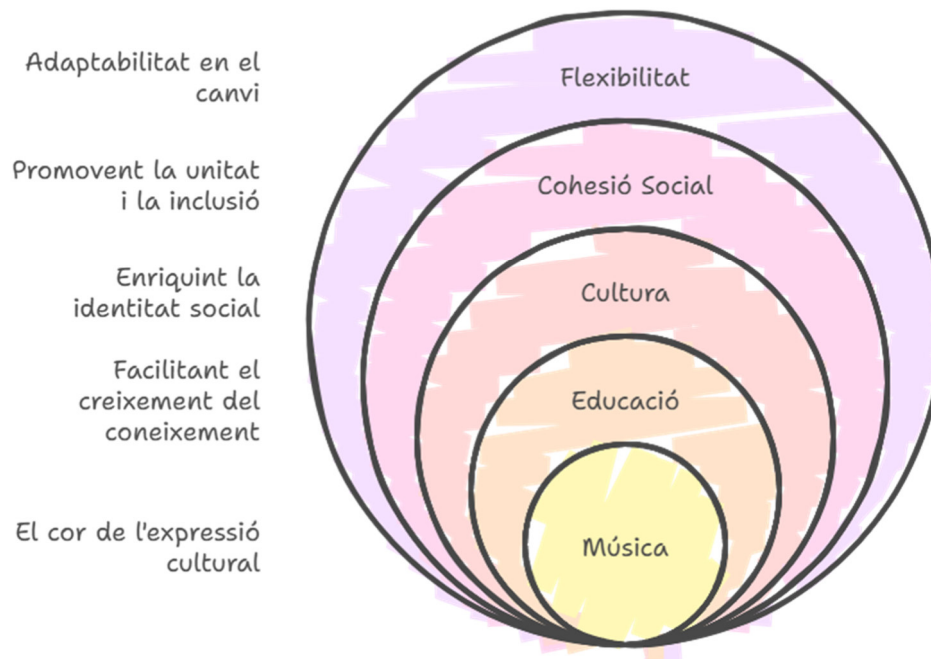 Adaptabilitat en el
canvi
Flexibilitat
Promovent la unitat
i la inclusió
Cohesió Social
Enriquint la
identitat social
Cultura
Facilitant el
creixement del
coneixement
Educació
El cor de l'expressió
cultural
Música